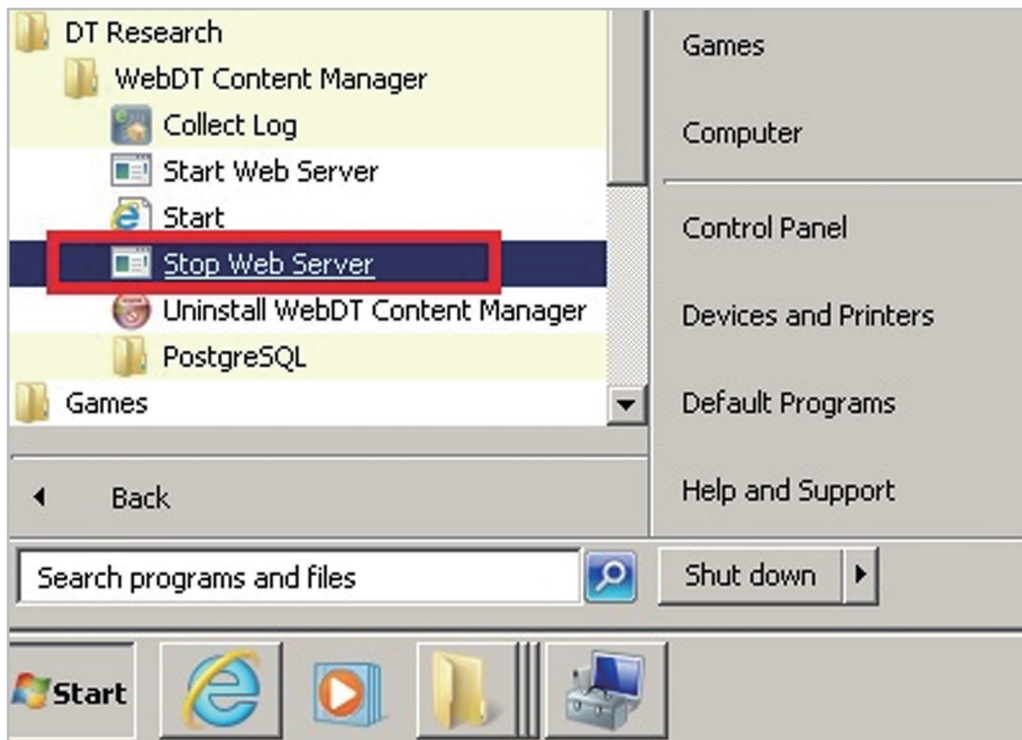 DT Research
WebDT Content Manager
Collect Log
Start Web Server
Start
Stop Web Server
Uninstall WebDT Content Manager
PostgreSQL
Games
Back
Search programs and files
Games
Computer
Control Panel
Devices and Printers
Default Programs
Help and Support
Shut down
Start